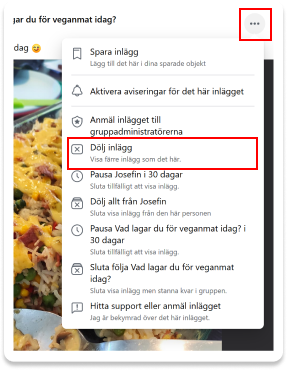 gar du för veganmat idag?
dag 😋
Spara inlägg
Lägg till det här i dina sparade objekt
Aktivera aviseringar för det här inlägget
Anmäl inlägget till
gruppadministratörerna
Dölj inlägg
Visa färre inlägg som det här.
Pausa Josefin i 30 dagar
Sluta tillfälligt att visa inlägg.
Dölj allt från Josefin
Sluta visa inlägg från den här personen
Pausa Vad lagar du för veganmat idag? i
30 dagar
Sluta tillfälligt att visa inlägg.
Sluta följa Vad lagar du för veganmat
idag?
Sluta visa inlägg men stanna kvar i gruppen.
Hitta support eller anmäl inlägget
Jag är bekymrad över det här inlägget.